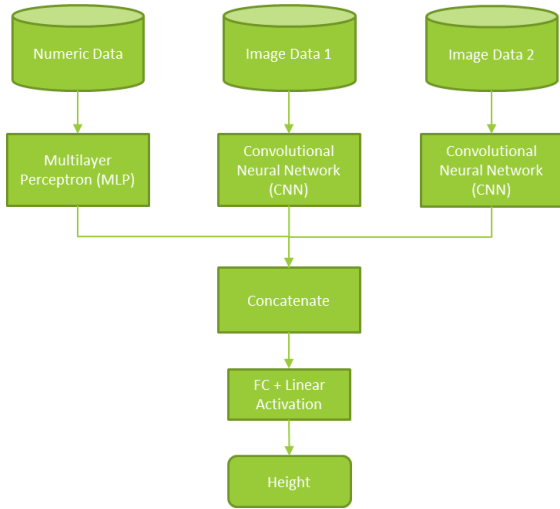 Numeric Data
Image Data 1
Image Data 2
Multilayer
Perceptron (MLP)
Convolutional
Neural Network
(CNN)
Convolutional
Neural Network
(CNN)
Concatenate
FC + Linear
Activation
Height